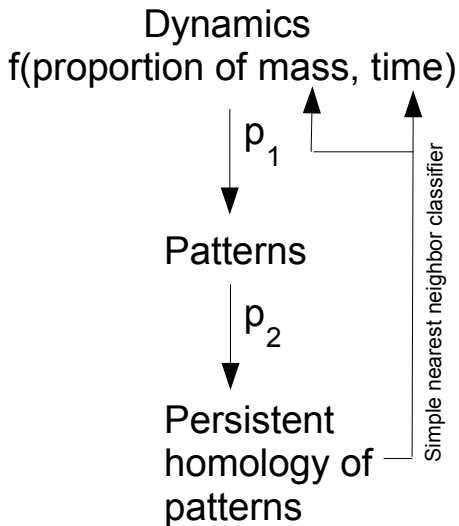 Dynamics
f(proportion of mass, time)
p₁
Patterns
p₂
Persistent
homology of
patterns
Simple nearest neighbor classifier